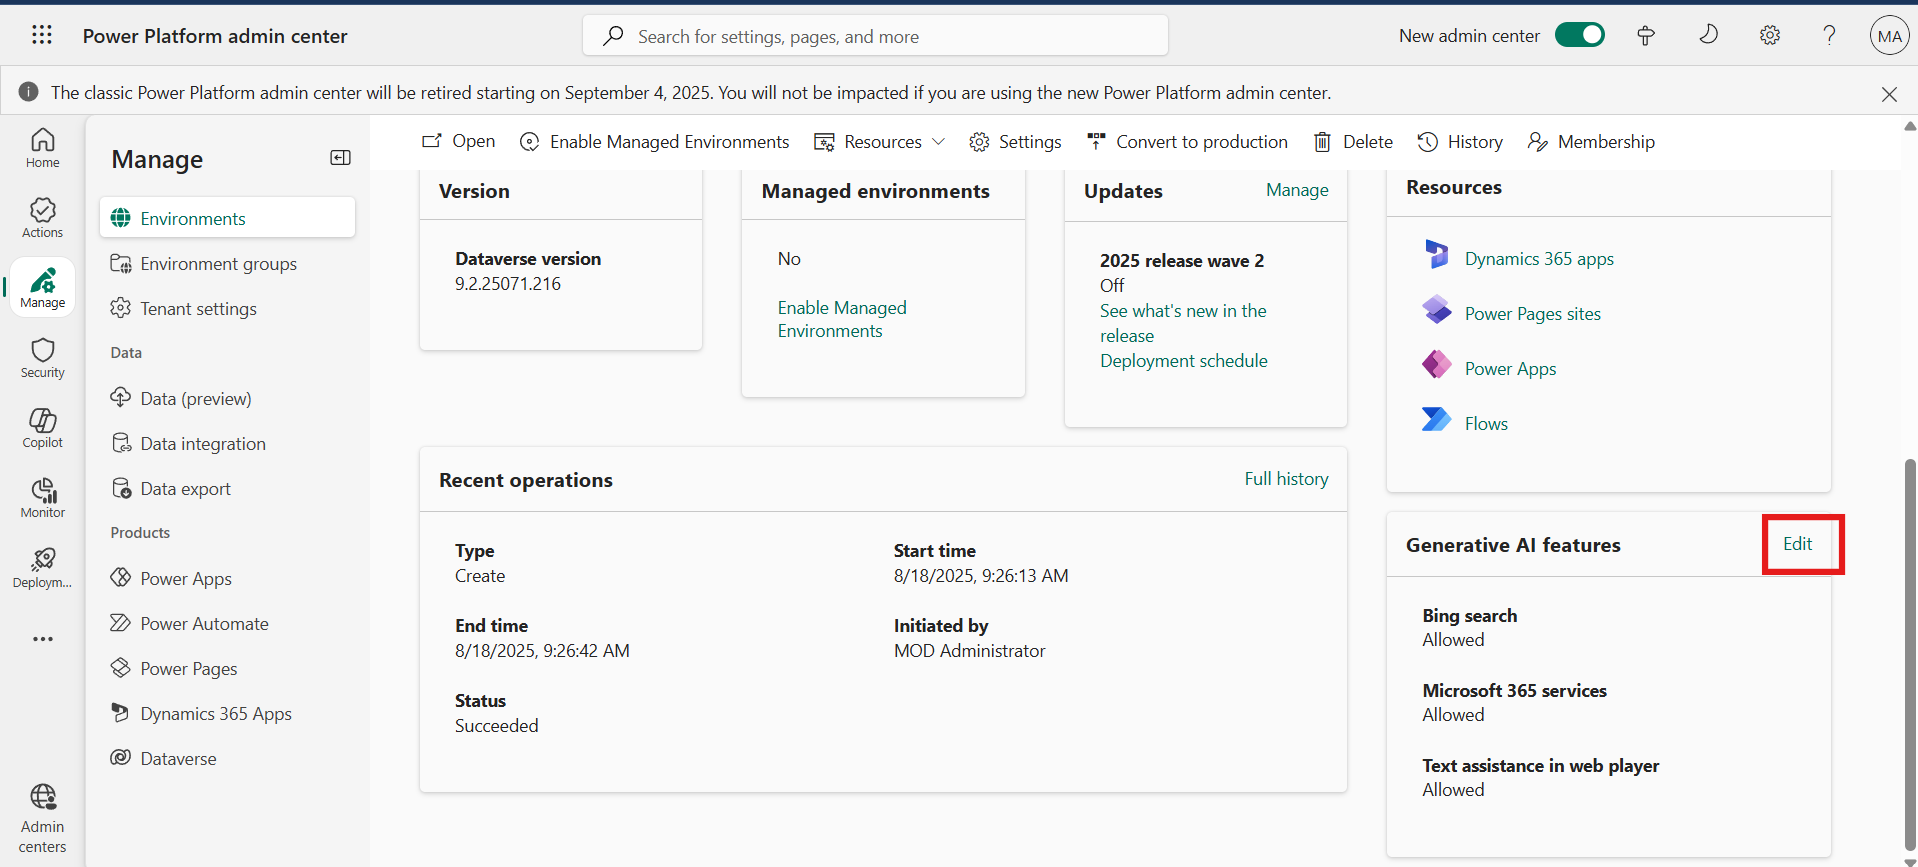 Power Platform admin center
Search for settings, pages, and more
New admin center
MA
The classic Power Platform admin center will be retired starting on September 4, 2025. You will not be impacted if you are using the new Power Platform admin center.
Home
Actions
Manage
Security
Copilot
Monitor
Deploym...
Admin
centers
Manage
Environments
Environment groups
Tenant settings
Data
Data (preview)
Data integration
Data export
Products
Power Apps
Power Automate
Power Pages
Dynamics 365 Apps
Dataverse
Open
Enable Managed Environments
Resources
Settings
Convert to production
Delete
History
Membership
Version
Dataverse version
9.2.25071.216
Managed environments
No
Enable Managed
Environments
Updates
Manage
2025 release wave 2
Off
See what's new in the
release
Deployment schedule
Resources
Dynamics 365 apps
Power Pages sites
Power Apps
Flows
Recent operations
Full history
Type
Create
Start time
8/18/2025, 9:26:13 AM
End time
8/18/2025, 9:26:42 AM
Initiated by
MOD Administrator
Status
Succeeded
Generative AI features
Edit
Bing search
Allowed
Microsoft 365 services
Allowed
Text assistance in web player
Allowed